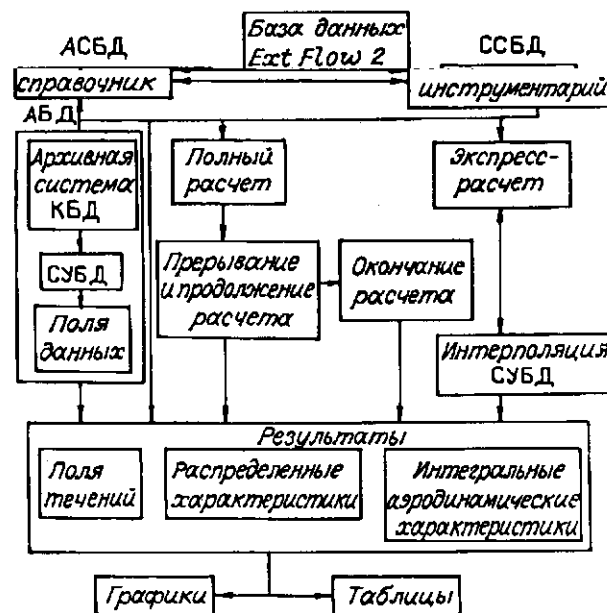 АСБД
База данных
Ext Flow 2
ССБД
справочник
инструментарий
АБД
Архивная
система
КБД
СУБД
Поля
данных
Полный
расчет
Прерывание
и продолжение
расчета
Окончание
расчета
Экспресс-
расчет
Интерполяция
СУБД
Результаты
Поля
течений
Распределенные
характеристики
Интегральные
аэродинамические
характеристики
Графики
Таблицы